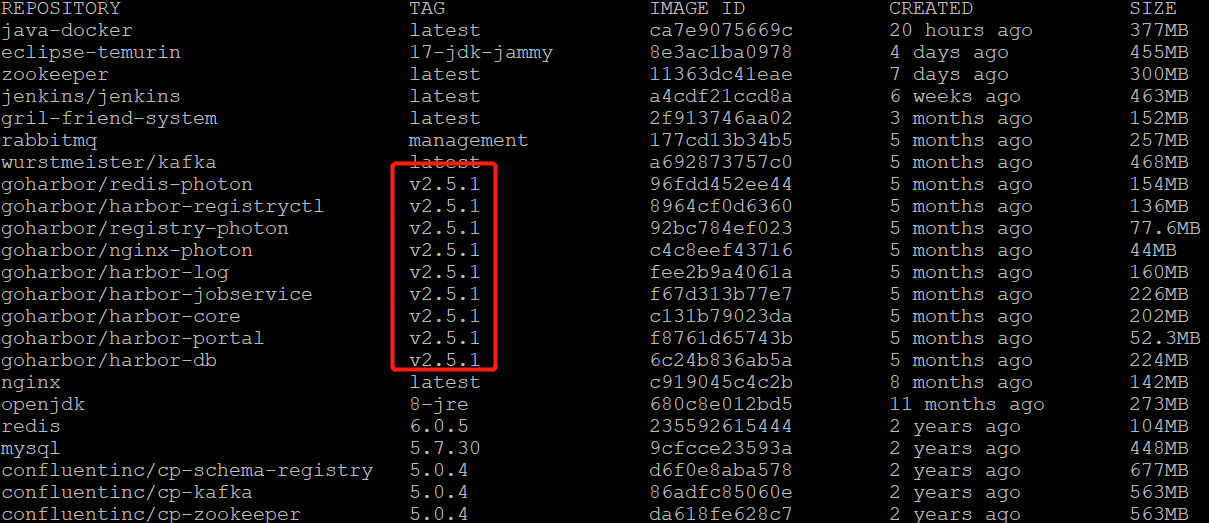 REPOSITORY TAG IMAGE ID CREATED SIZE
java-docker latest ca7e9075669c 20 hours ago 377MB
eclipse-temurin 17-jdk-jammy 8e3ac1ba0978 4 days ago 455MB
zookeeper latest 11363dc41eae 7 days ago 300MB
jenkins/jenkins latest a4cdf21ccd8a 6 weeks ago 463MB
gril-friend-system latest 2f913746aa02 3 months ago 152MB
rabbitmq management 177cd13b34b5 5 months ago 257MB
wurstmeister/kafka latest a692873757c0 5 months ago 468MB
goharbor/redis-photon v2.5.1 96fdd452ee44 5 months ago 154MB
goharbor/harbor-registryctl v2.5.1 8964cf0d6360 5 months ago 136MB
goharbor/registry-photon v2.5.1 92bc784ef023 5 months ago 77.6MB
goharbor/nginx-photon v2.5.1 c4c8eef43716 5 months ago 44MB
goharbor/harbor-log v2.5.1 fee2b9a4061a 5 months ago 160MB
goharbor/harbor-jobservice v2.5.1 f67d313b77e7 5 months ago 226MB
goharbor/harbor-core v2.5.1 c131b79023da 5 months ago 202MB
goharbor/harbor-portal v2.5.1 f8761d65743b 5 months ago 52.3MB
goharbor/harbor-db v2.5.1 6c24b836ab5a 5 months ago 224MB
nginx latest c919045c4c2b 8 months ago 142MB
openjdk 8-jre 680c8e012bd5 11 months ago 273MB
redis 6.0.5 235592615444 2 years ago 104MB
mysql 5.7.30 9cfcce23593a 2 years ago 448MB
confluentinc/cp-schema-registry 5.0.4 d6f0e8aba578 2 years ago 677MB
confluentinc/cp-kafka 5.0.4 86adfc85060e 2 years ago 563MB
confluentinc/cp-zookeeper 5.0.4 da618fe628c7 2 years ago 563MB